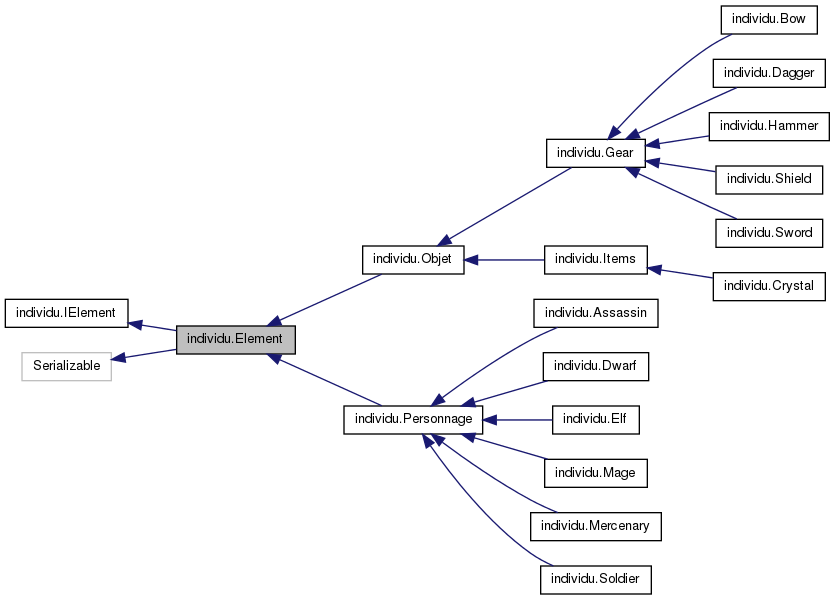 individu.Bow
individu.Dagger
individu.Hammer
individu.Gear
individu.Shield
individu.Sword
individu.Objet
individu.Items
individu.Crystal
individu.IElement
individu.Assassin
individu.Element
Serializable
individu.Dwarf
individu.Personnage
individu.Elf
individu.Mage
individu.Mercenary
individu.Soldier